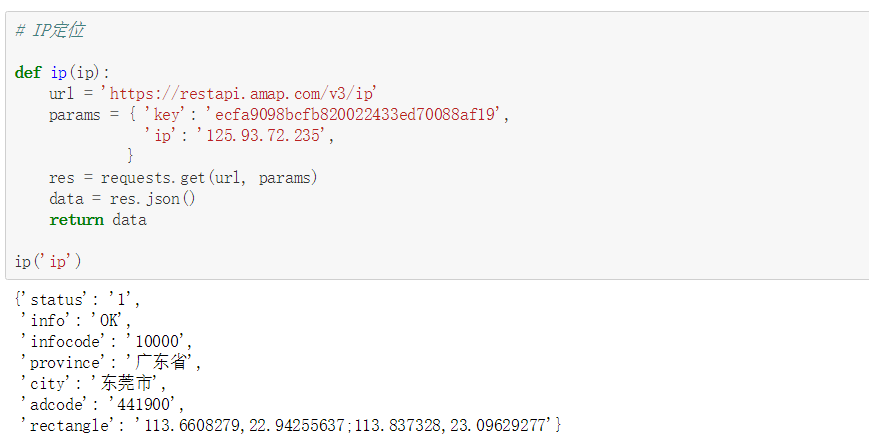 # IP定位
def ip(ip):
url = 'https://restapi.amap.com/v3/ip'
params = { 'key': 'ecfa9098bcfb820022433ed70088af19',
'ip': '125.93.72.235',
}
res = requests.get(url, params)
data = res.json()
return data
ip('ip')
{'status': '1',
'info': 'OK',
'infocode': '10000',
'province': '广东省',
'city': '东莞市',
'adcode': '441900',
'rectangle': '113.6608279,22.94255637;113.837328,23.09629277'}